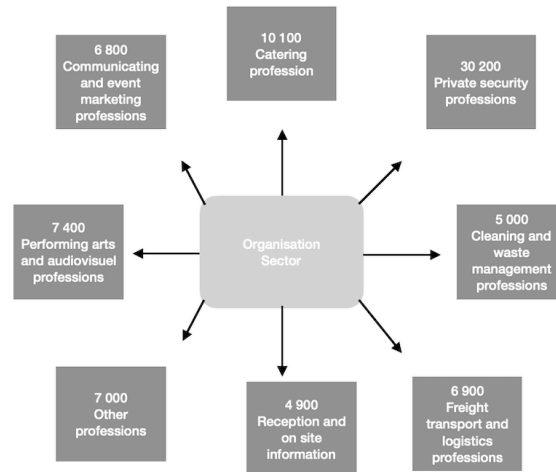 10 100
Catering
profession
6 800
Communicating
and event
marketing
professions
30 200
Private security
professions
7 400
Performing arts
and audiovisuel
professions
Organisation
Sector
5 000
Cleaning and
waste
management
professions
7 000
Other
professions
4 900
Reception and
on site
information
6 900
Freight
transport and
logistics
professions